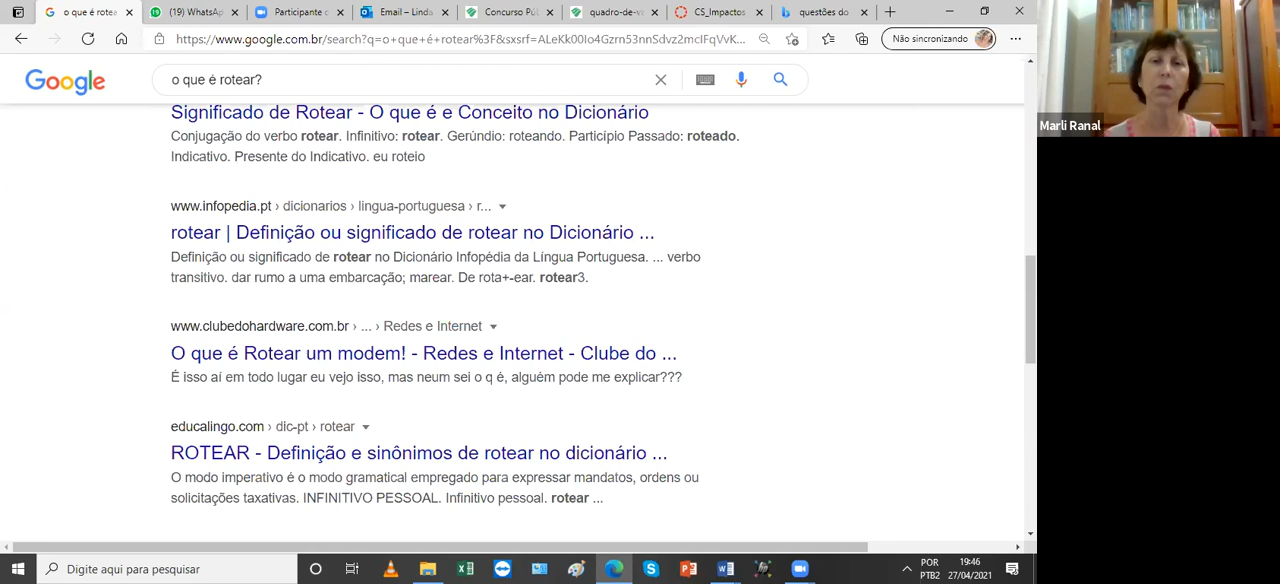 o que é rotea
(19) WhatsAp
Participante d
Email – Linda
Concurso Púb
quadro-de-va
CS_Impactos
questões do
https://www.google.com.br/search?q=o+que+é+rotear%3F&sxsrf=ALeKk00Io4Gzrn53nnSdvz2mcIFqVvK...
Não sincronizando
Google
o que é rotear?
Significado de Rotear - O que é e Conceito no Dicionário
Conjugação do verbo rotear. Infinitivo: rotear. Gerúndio: roteando. Particípio Passado: roteado.
Indicativo. Presente do Indicativo. eu roteio
www.infopedia.pt › dicionarios › lingua-portuguesa › r...
rotear | Definição ou significado de rotear no Dicionário ...
Definição ou significado de rotear no Dicionário Infopédia da Língua Portuguesa. ... verbo
transitivo. dar rumo a uma embarcação; marear. De rota+-ear. rotear3.
www.clubedohardware.com.br › ... › Redes e Internet
O que é Rotear um modem! - Redes e Internet - Clube do ...
É isso aí em todo lugar eu vejo isso, mas neum sei o q é, alguém pode me explicar???
educalingo.com › dic-pt › rotear
ROTEAR - Definição e sinônimos de rotear no dicionário ...
O modo imperativo é o modo gramatical empregado para expressar mandatos, ordens ou
solicitações taxativas. INFINITIVO PESSOAL. Infinitivo pessoal. rotear ...
Digite aqui para pesquisar
POR
PTB2
19:46
27/04/2021
Marli Ranal